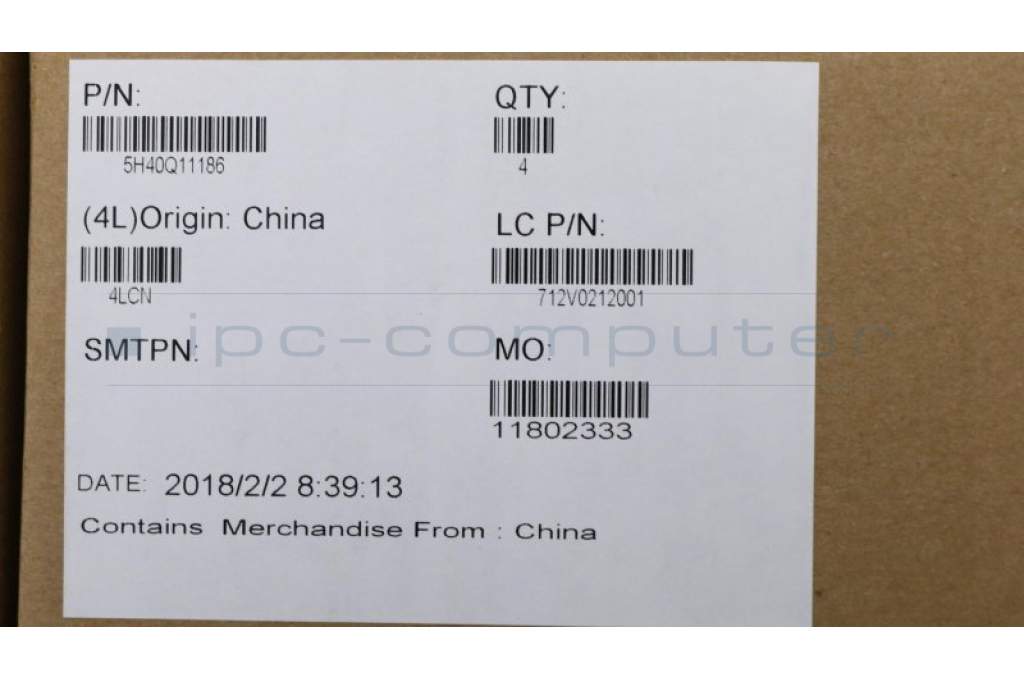 P/N:
5H40Q11186
QTY:
4
(4L)Origin: China
4LCN
LC P/N:
712V0212001
ipc-computer
SMTPN:
MO:
11802333
DATE: 2018/2/2 8:39:13
Contains Merchandise From : China